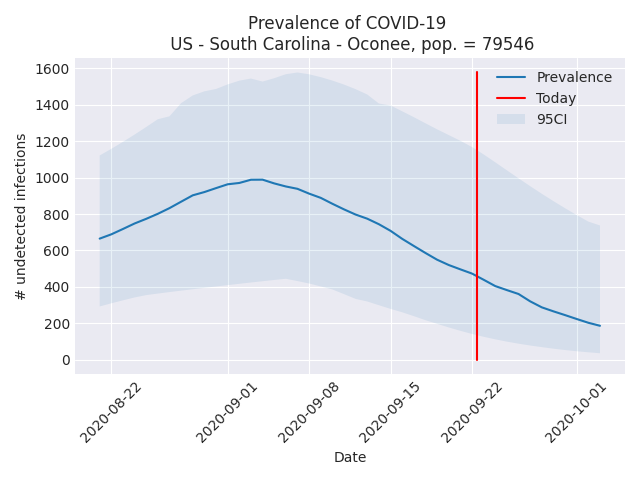 Prevalence of COVID-19
US - South Carolina - Oconee, pop. = 79546
# undetected infections
1600
1400
1200
1000
800
600
400
200
0
Prevalence
Today
95CI
2020-08-22
2020-09-01
2020-09-08
2020-09-15
2020-09-22
2020-10-01
Date